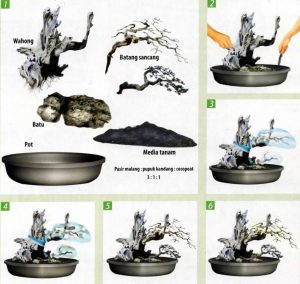 1
Wahong
Batang sancang
Batu
Pot
Media tanam
Pasir malang : pupuk kandang : cocopeat
3 : 1 : 1
2
3
4
5
6